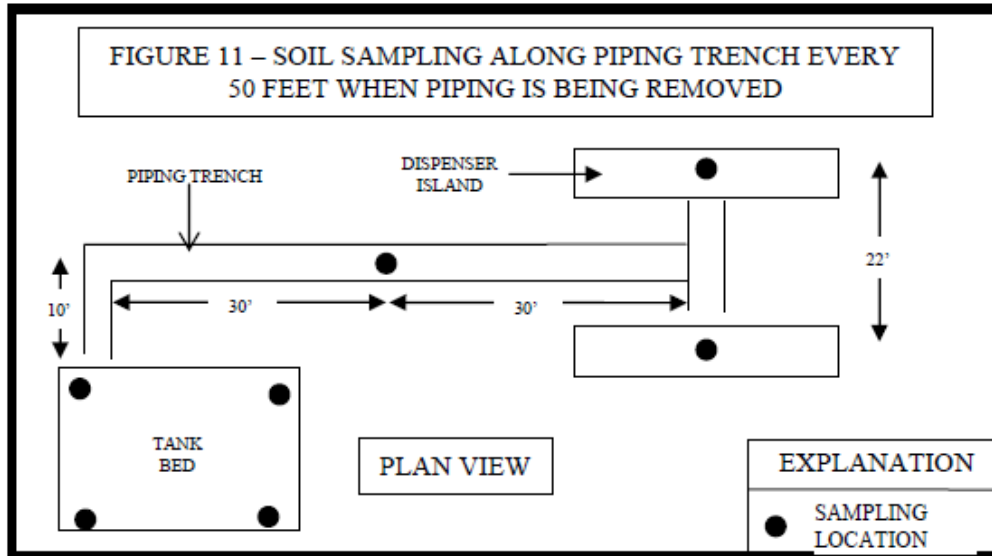 FIGURE 11 – SOIL SAMPLING ALONG PIPING TRENCH EVERY
50 FEET WHEN PIPING IS BEING REMOVED
PIPING TRENCH
DISPENSER
ISLAND
22’
10’
30’
30’
TANK
BED
PLAN VIEW
EXPLANATION
SAMPLING
LOCATION